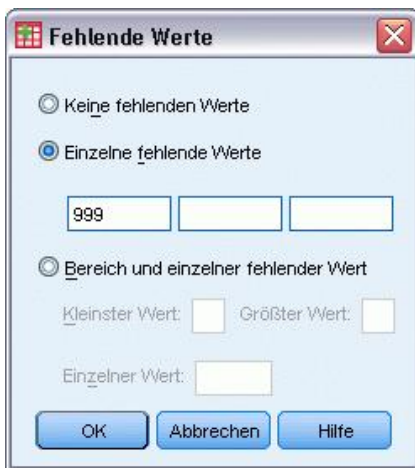 Fehlende Werte
Keine fehlenden Werte
Einzelne fehlende Werte
999
Bereich und einzelner fehlender Wert
Kleinster Wert: Größter Wert:
Einzelner Wert:
OK Abbrechen Hilfe